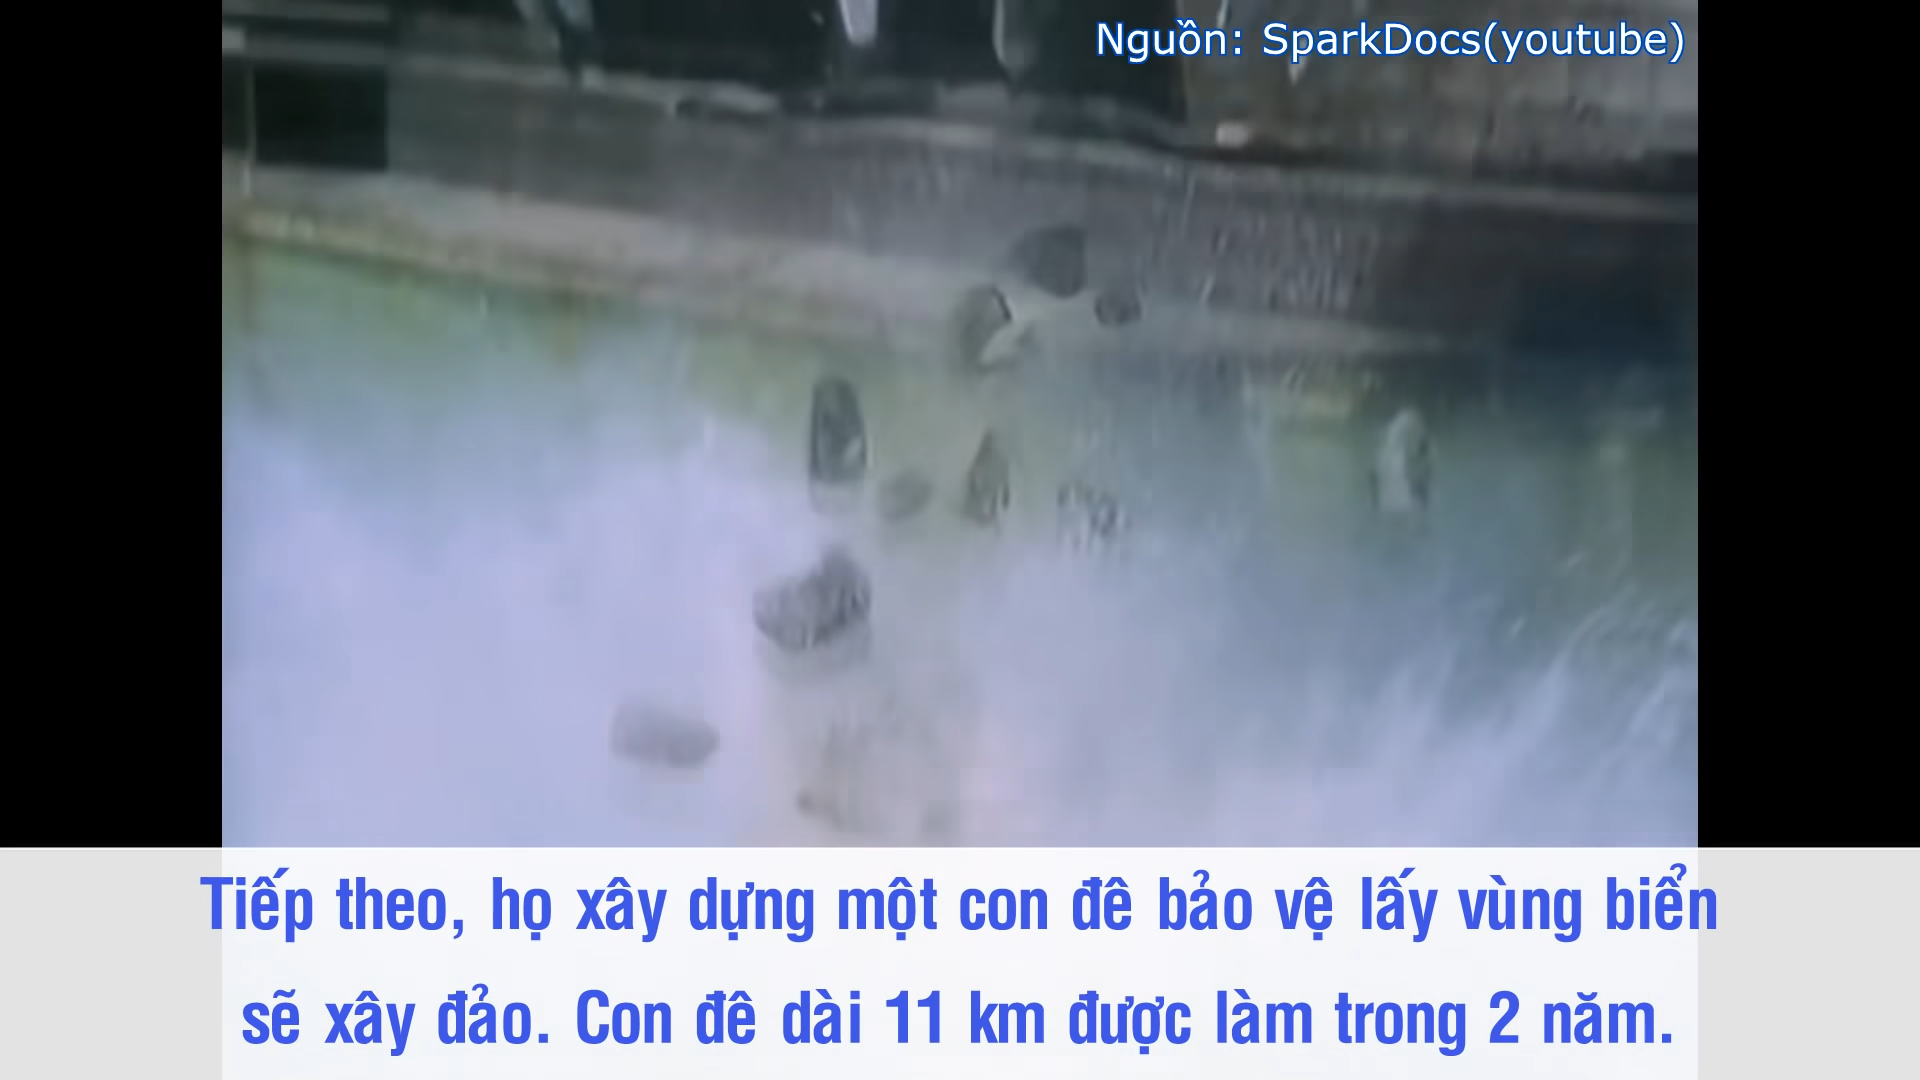 Nguồn: SparkDocs(youtube)
Tiếp theo, họ xây dựng một con đê bảo vệ lấy vùng biển
sẽ xây đảo. Con đê dài 11 km được làm trong 2 năm.